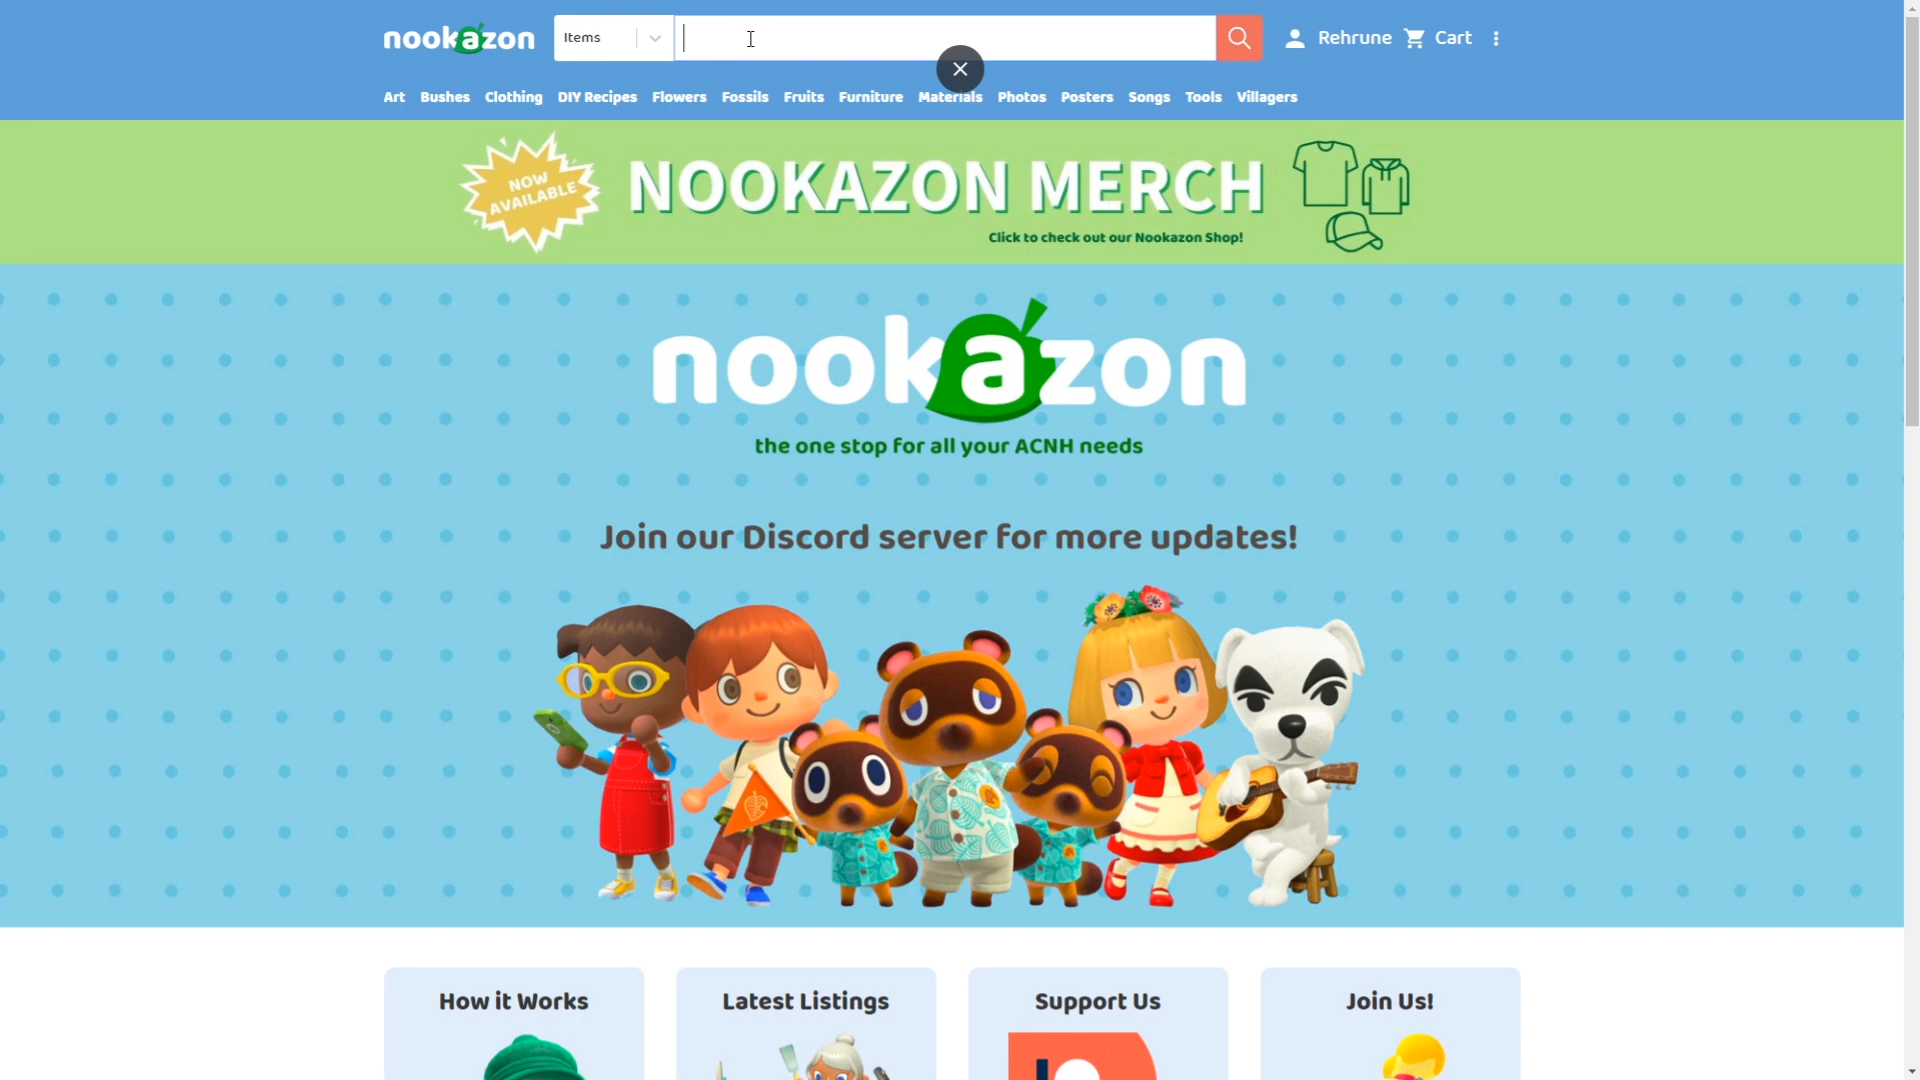 nookazon
Items
Rehrune
Cart
Art Bushes Clothing DIY Recipes Flowers Fossils Fruits Furniture Materials Photos Posters Songs Tools Villagers
NOW
AVAILABLE
NOOKAZON MERCH
Click to check out our Nookazon Shop!
nookazon
the one stop for all your ACNH needs
Join our Discord server for more updates!
How it Works
Latest Listings
Support Us
Join Us!